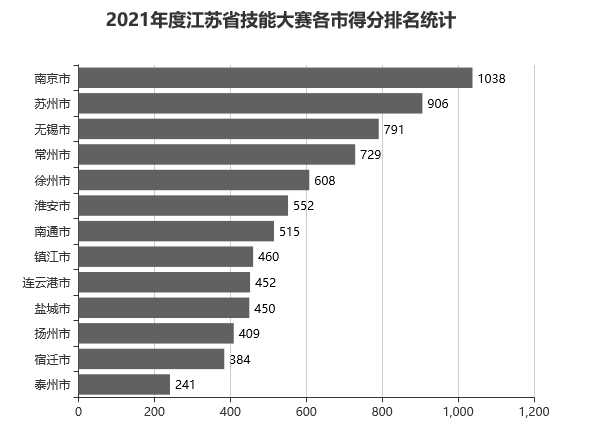 2021年度江苏省技能大赛各市得分排名统计
南京市 1038
苏州市 906
无锡市 791
常州市 729
徐州市 608
淮安市 552
南通市 515
镇江市 460
连云港市 452
盐城市 450
扬州市 409
宿迁市 384
泰州市 241
0 200 400 600 800 1,000 1,200